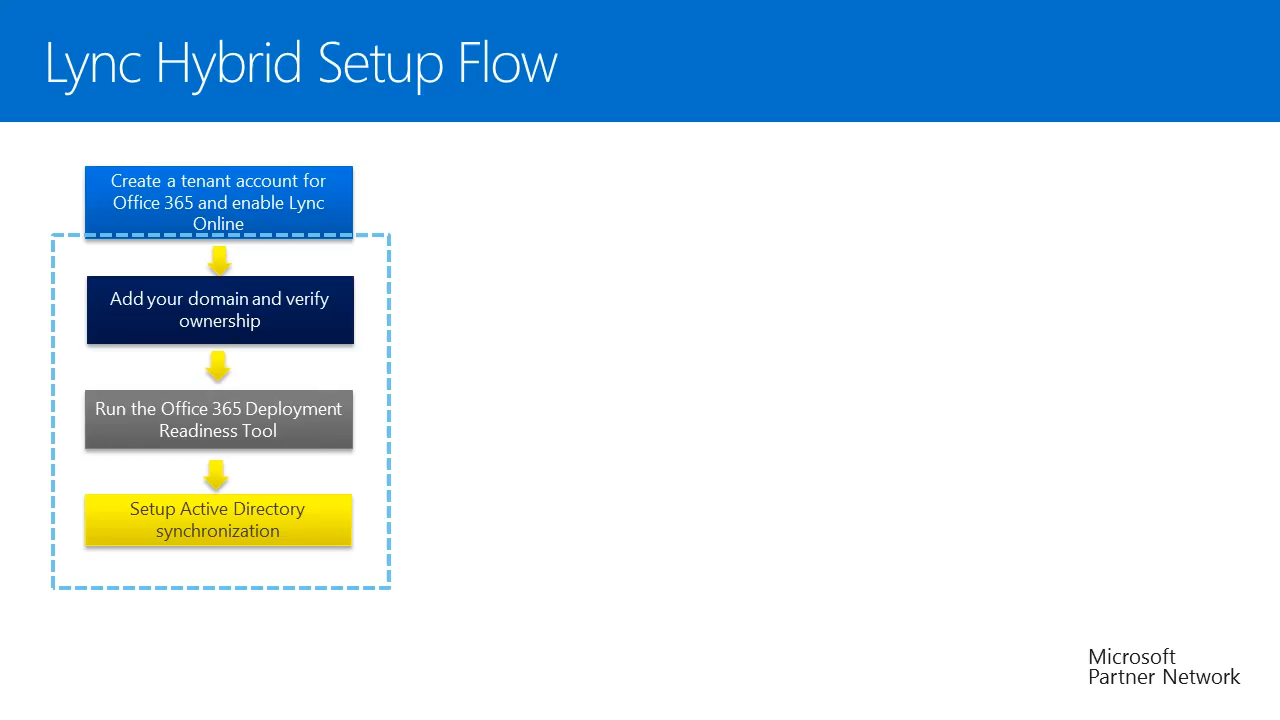 Lync Hybrid Setup Flow
Create a tenant account for
Office 365 and enable Lync
Online
Add your domain and verify
ownership
Run the Office 365 Deployment
Readiness Tool
Setup Active Directory
synchronization
Microsoft
Partner Network